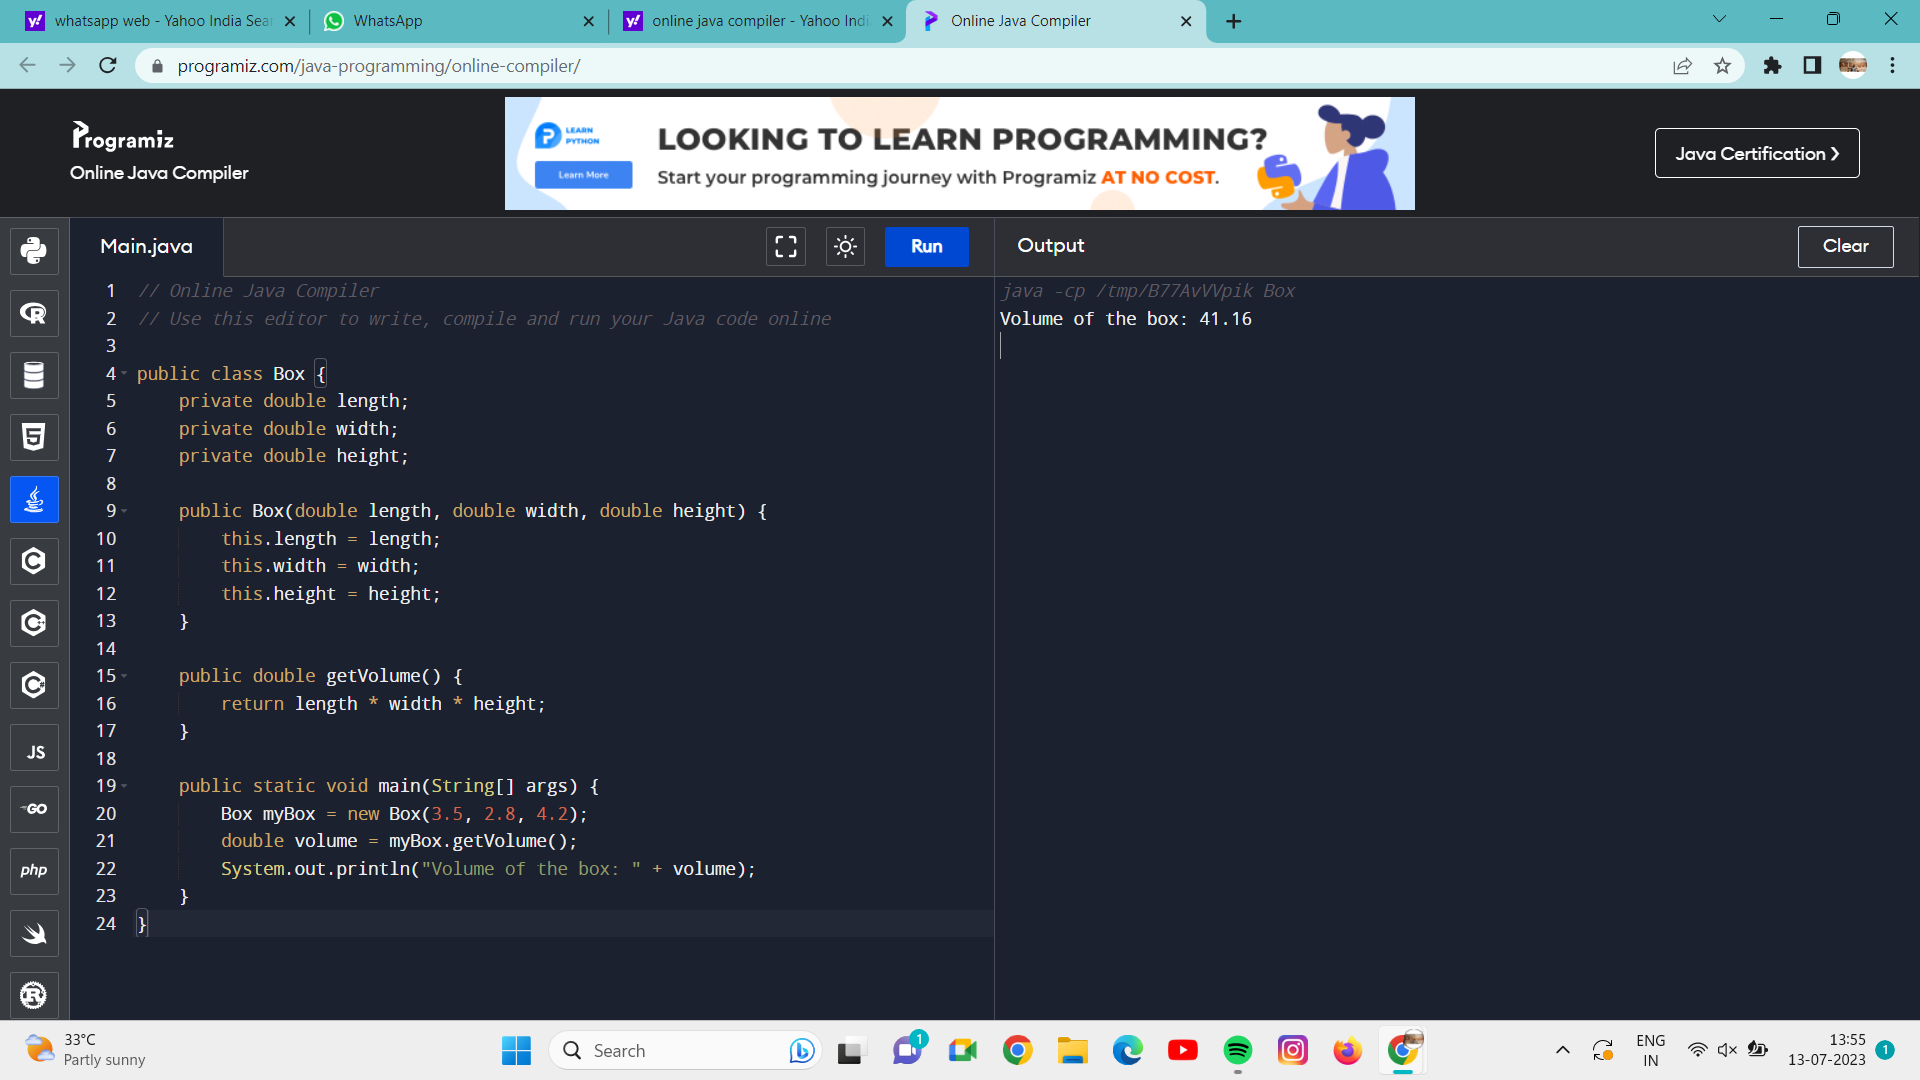 whatsapp web - Yahoo India Sear
WhatsApp
online java compiler - Yahoo Indi
Online Java Compiler
programiz.com/java-programming/online-compiler/
Programiz
Online Java Compiler
LEARN
PYTHON
Learn More
LOOKING TO LEARN PROGRAMMING?
Start your programming journey with Programiz AT NO COST.
Java Certification ❯
Main.java
Run
Output
Clear
1 // Online Java Compiler
2 // Use this editor to write, compile and run your Java code online
3
4 public class Box {
5     private double length;
6     private double width;
7     private double height;
8
9     public Box(double length, double width, double height) {
10         this.length = length;
11         this.width = width;
12         this.height = height;
13     }
14
15     public double getVolume() {
16         return length * width * height;
17     }
18
19     public static void main(String[] args) {
20         Box myBox = new Box(3.5, 2.8, 4.2);
21         double volume = myBox.getVolume();
22         System.out.println("Volume of the box: " + volume);
23     }
24 }
java -cp /tmp/B77AvVVpik Box
Volume of the box: 41.16
JS
GO
php
33°C
Partly sunny
Search
1
ENG
IN
13:55
13-07-2023
1